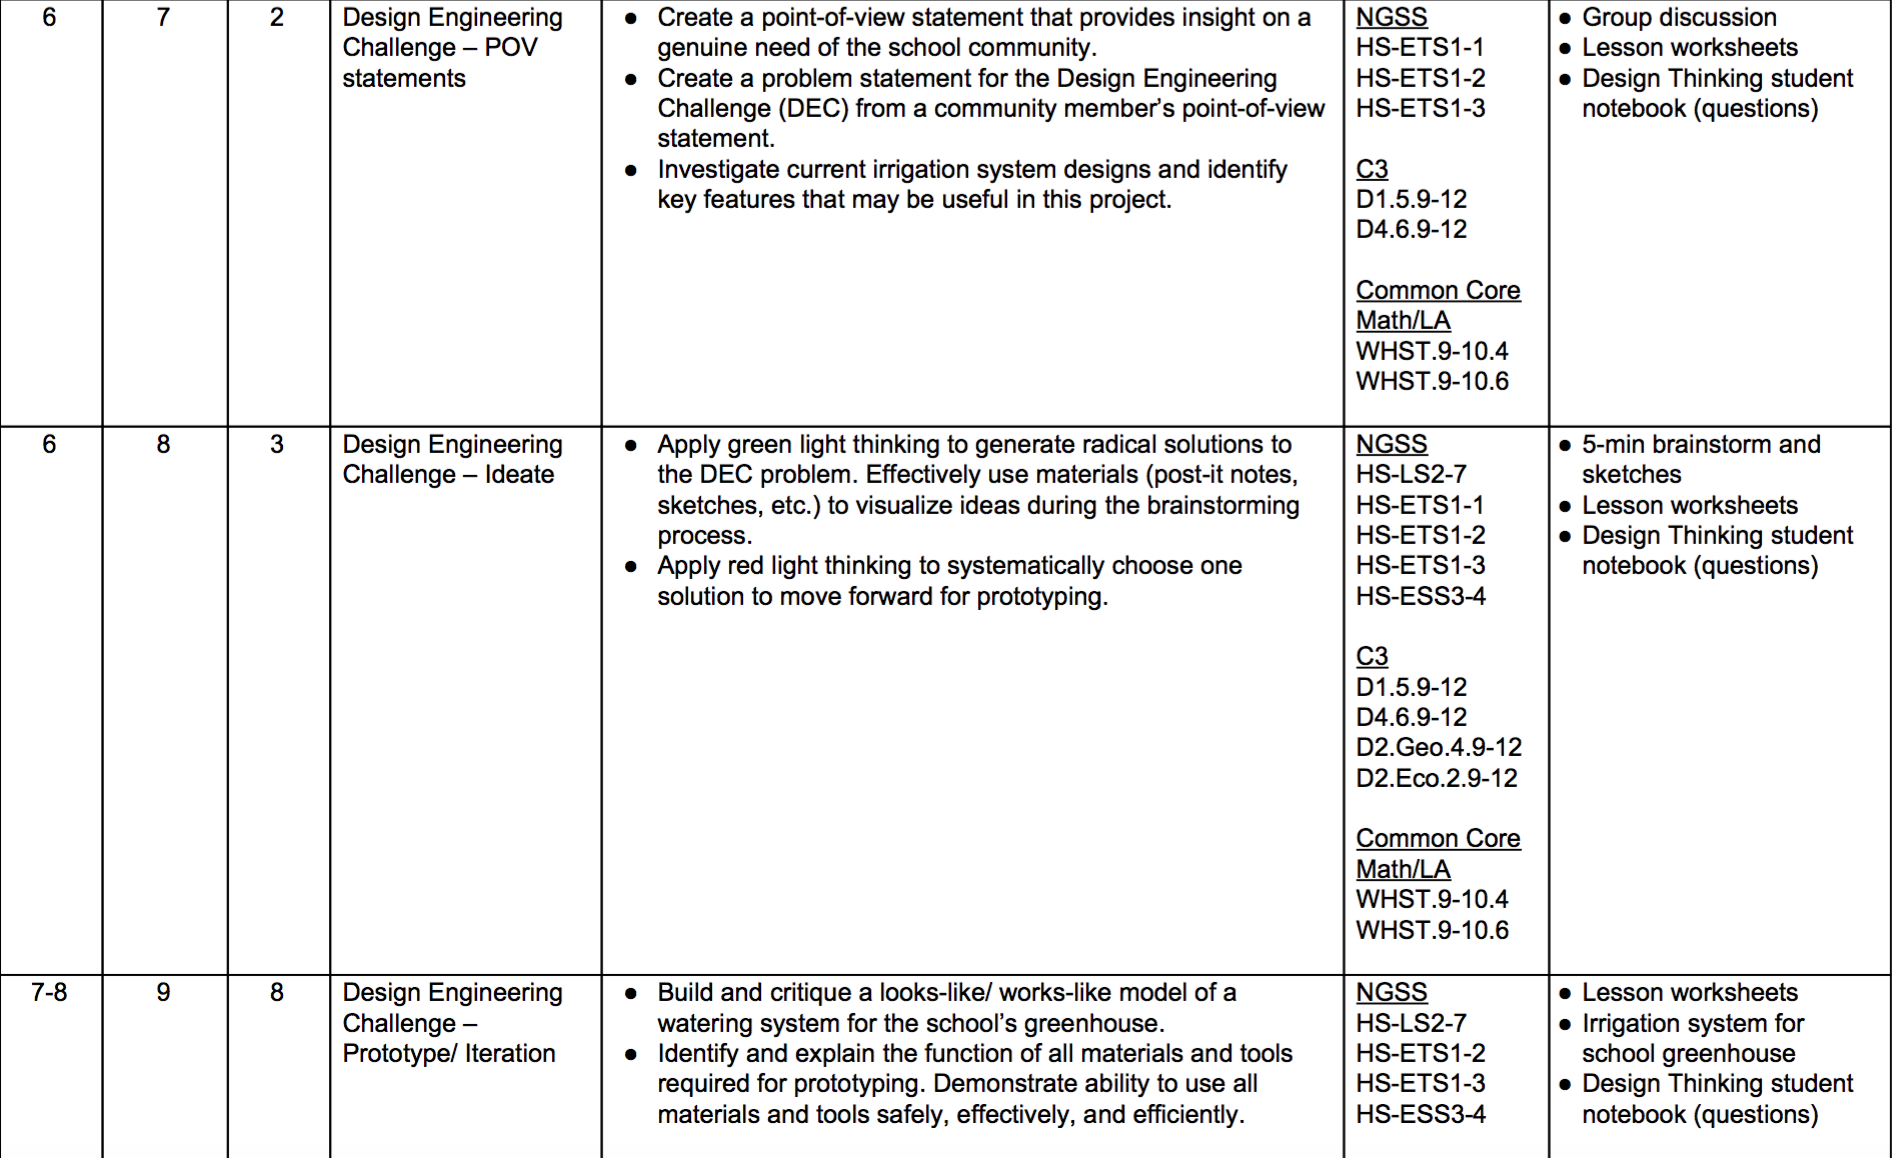 6
7
2
Design Engineering
Challenge – POV
statements
● Create a point-of-view statement that provides insight on a
genuine need of the school community.
● Create a problem statement for the Design Engineering
Challenge (DEC) from a community member’s point-of-view
statement.
● Investigate current irrigation system designs and identify
key features that may be useful in this project.
NGSS
HS-ETS1-1
HS-ETS1-2
HS-ETS1-3
C3
D1.5.9-12
D4.6.9-12
Common Core
Math/LA
WHST.9-10.4
WHST.9-10.6
● Group discussion
● Lesson worksheets
● Design Thinking student
notebook (questions)
6
8
3
Design Engineering
Challenge – Ideate
● Apply green light thinking to generate radical solutions to
the DEC problem. Effectively use materials (post-it notes,
sketches, etc.) to visualize ideas during the brainstorming
process.
● Apply red light thinking to systematically choose one
solution to move forward for prototyping.
NGSS
HS-LS2-7
HS-ETS1-1
HS-ETS1-2
HS-ETS1-3
HS-ESS3-4
C3
D1.5.9-12
D4.6.9-12
D2.Geo.4.9-12
D2.Eco.2.9-12
Common Core
Math/LA
WHST.9-10.4
WHST.9-10.6
● 5-min brainstorm and
sketches
● Lesson worksheets
● Design Thinking student
notebook (questions)
7-8
9
8
Design Engineering
Challenge –
Prototype/ Iteration
● Build and critique a looks-like/ works-like model of a
watering system for the school’s greenhouse.
● Identify and explain the function of all materials and tools
required for prototyping. Demonstrate ability to use all
materials and tools safely, effectively, and efficiently.
NGSS
HS-LS2-7
HS-ETS1-2
HS-ETS1-3
HS-ESS3-4
● Lesson worksheets
● Irrigation system for
school greenhouse
● Design Thinking student
notebook (questions)